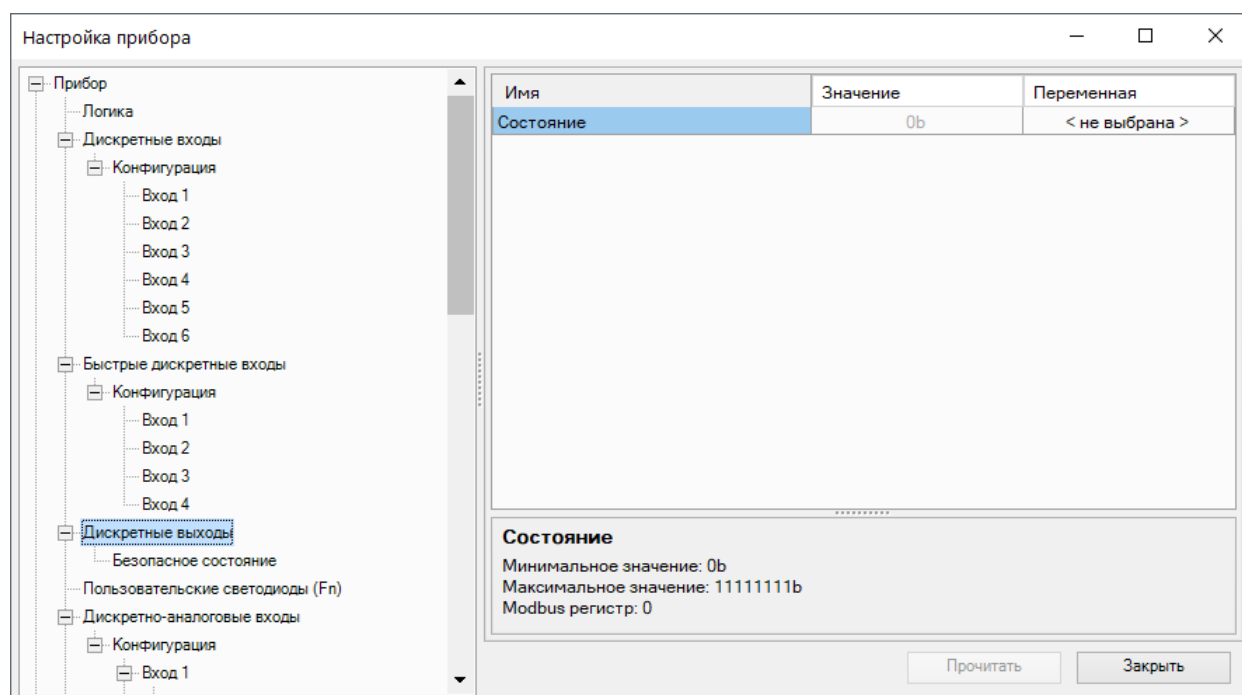 Настройка прибора
Прибор
Логика
Дискретные входы
Конфигурация
Вход 1
Вход 2
Вход 3
Вход 4
Вход 5
Вход 6
Быстрые дискретные входы
Конфигурация
Вход 1
Вход 2
Вход 3
Вход 4
Дискретные выходы
Безопасное состояние
Пользовательские светодиоды (Fn)
Дискретно-аналоговые входы
Конфигурация
Вход 1
Имя Значение Переменная
Состояние 0b < не выбрана >
Состояние
Минимальное значение: 0b
Максимальное значение: 11111111b
Modbus регистр: 0
Прочитать Закрыть